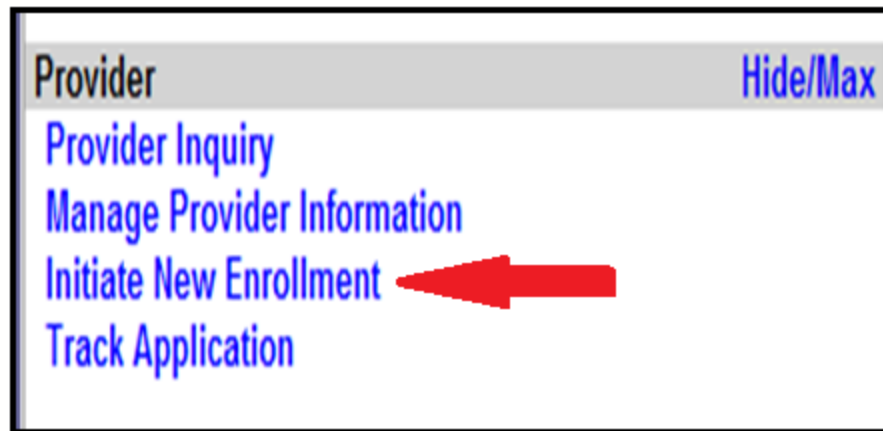 Provider Hide/Max
Provider Inquiry
Manage Provider Information
Initiate New Enrollment
Track Application